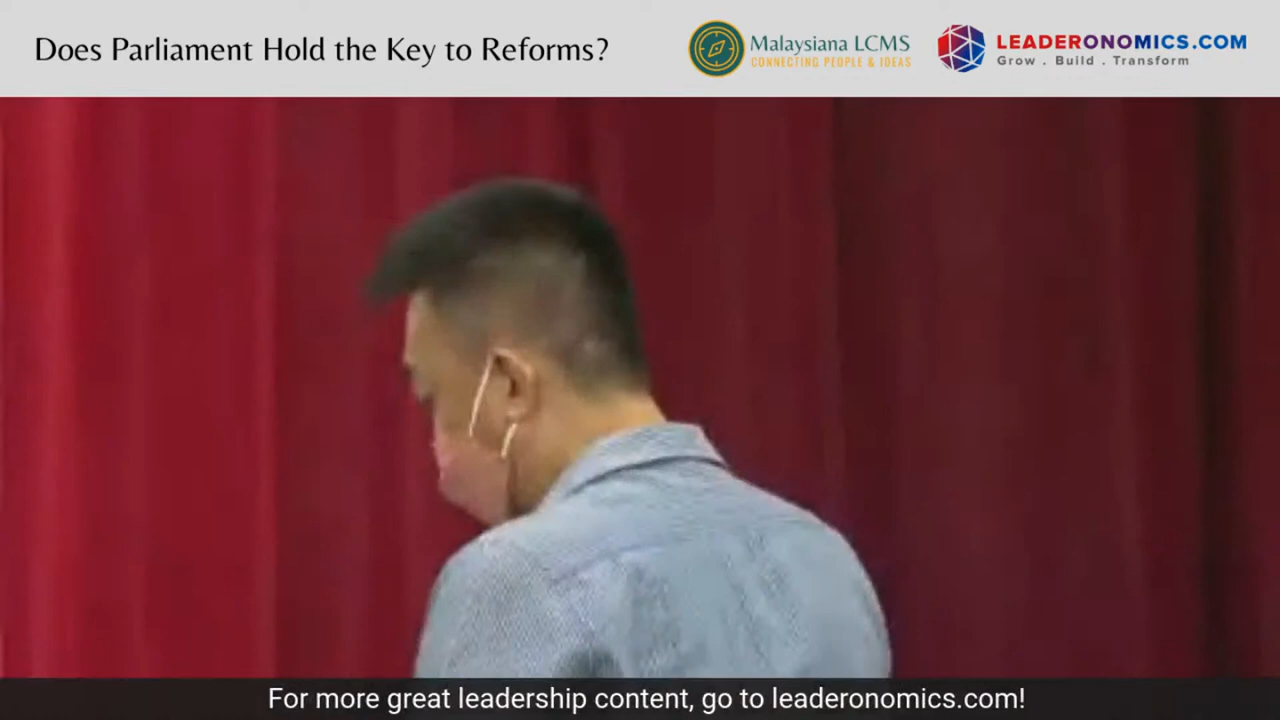 Does Parliament Hold the Key to Reforms?
Malaysiana LCMS
CONNECTING PEOPLE & IDEAS
LEADERONOMICS.COM
Grow . Build . Transform
For more great leadership content, go to leaderonomics.com!